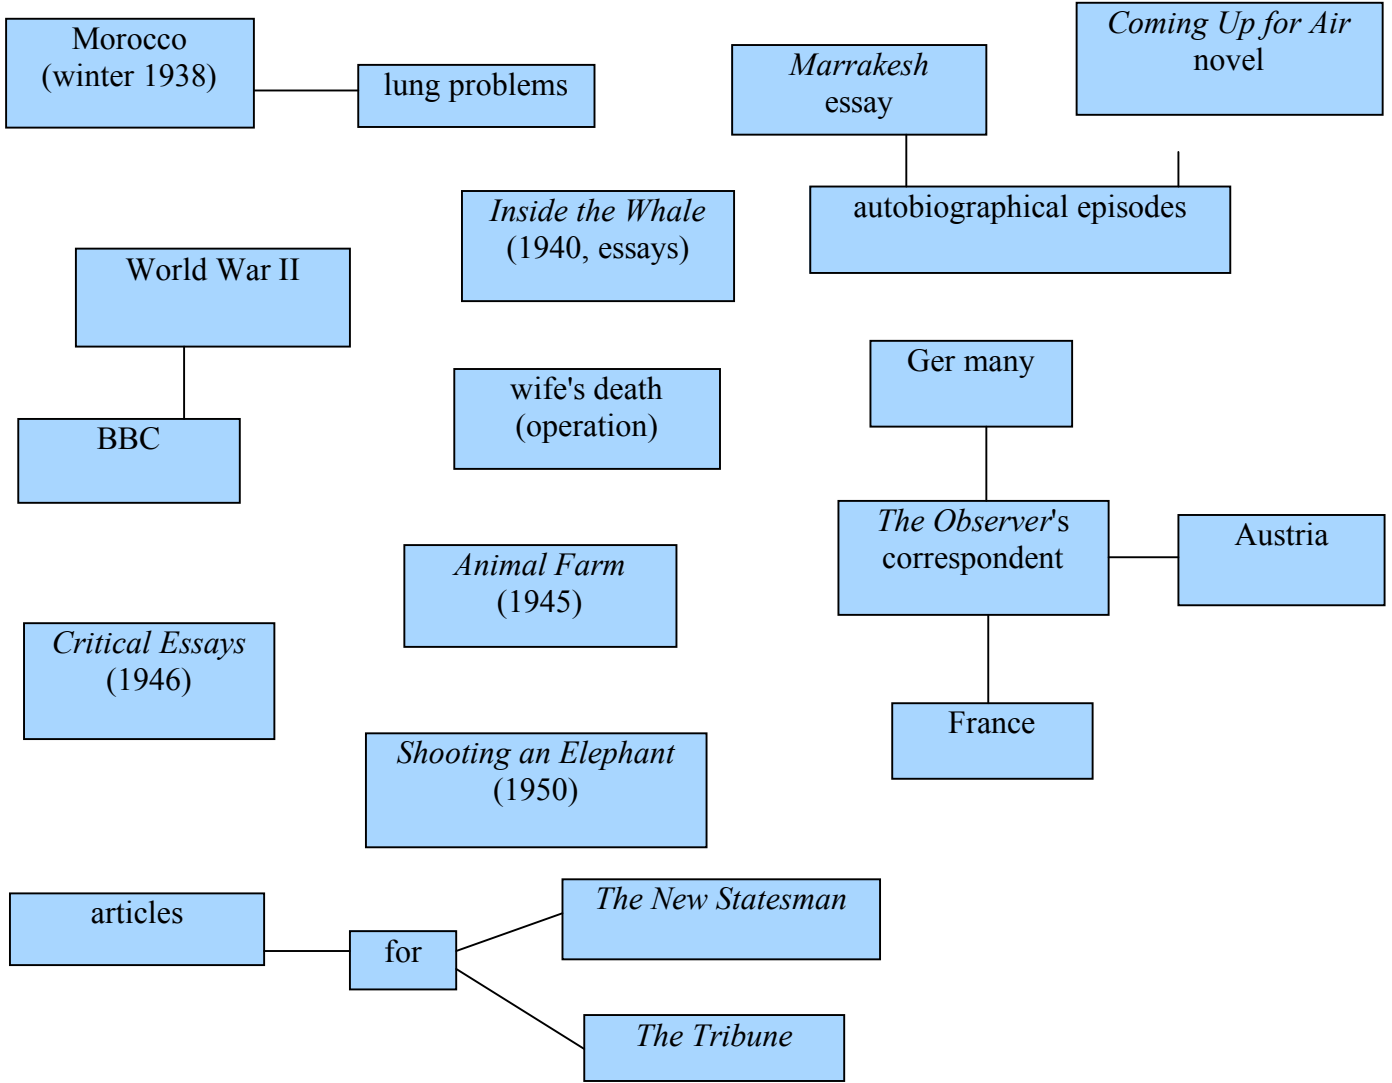 Morocco
(winter 1938)
lung problems
Marrakesh
essay
Coming Up for Air
novel
autobiographical episodes
Inside the Whale
(1940, essays)
World War II
BBC
wife's death
(operation)
Ger many
The Observer's
correspondent
Austria
France
Animal Farm
(1945)
Critical Essays
(1946)
Shooting an Elephant
(1950)
articles
for
The New Statesman
The Tribune